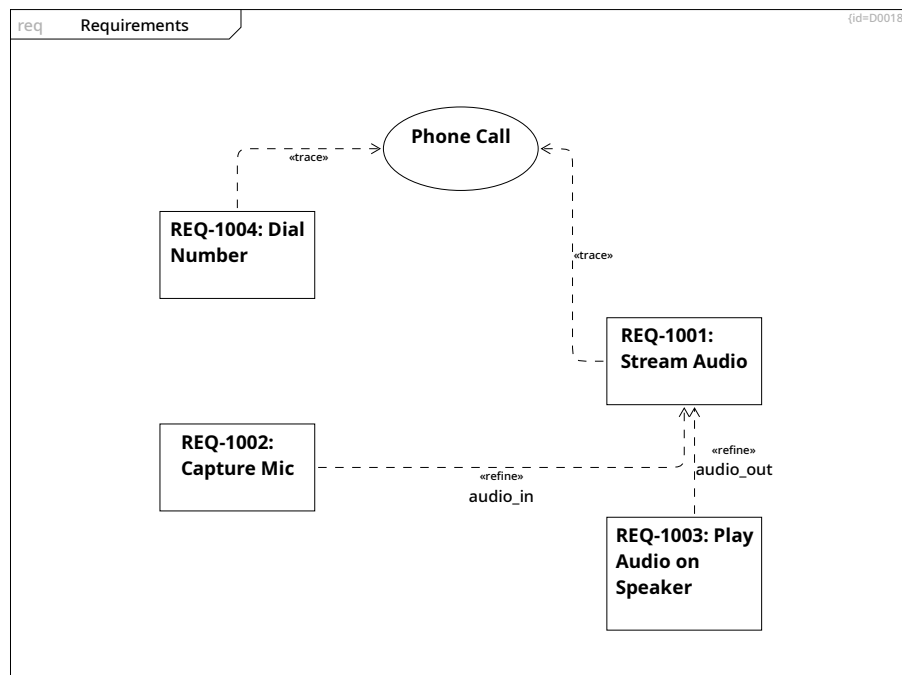 req Requirements
{id=D0018
Phone Call
«trace»
REQ-1004: Dial
Number
«trace»
REQ-1001:
Stream Audio
REQ-1002:
Capture Mic
«refine»
audio_in
«refine»
audio_out
REQ-1003: Play
Audio on
Speaker